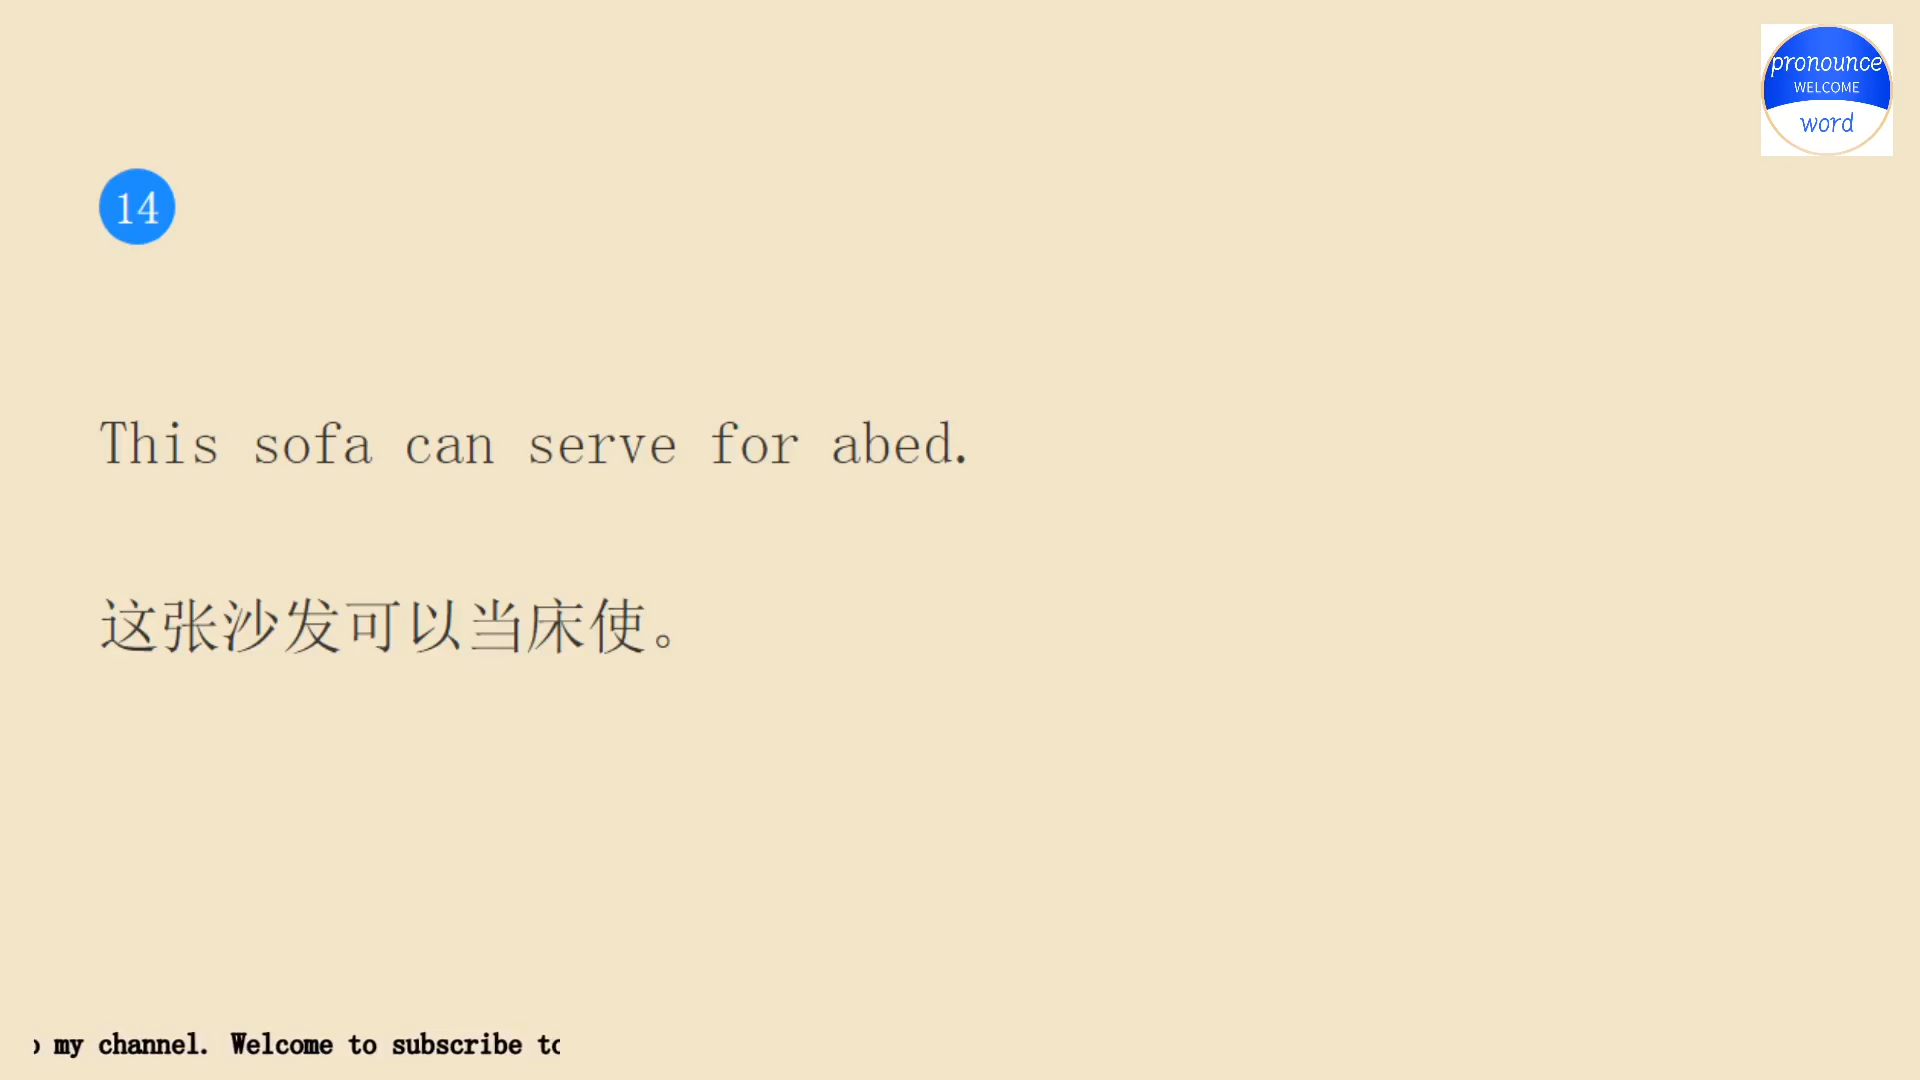 pronounce
WELCOME
word
14
This sofa can serve for abed.
这张沙发可以当床使。
my channel. Welcome to subscribe to